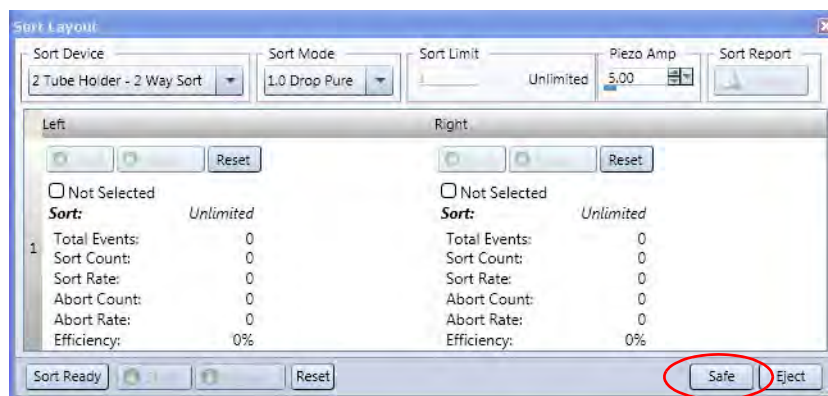 Sort Layout
Sort Device Sort Mode Sort Limit Piezo Amp Sort Report
2 Tube Holder - 2 Way Sort 1.0 Drop Pure Unlimited 5.00
Left Right
Reset Reset
Not Selected Not Selected
Sort: Unlimited Sort: Unlimited
1
Total Events: 0 Total Events: 0
Sort Count: 0 Sort Count: 0
Sort Rate: 0 Sort Rate: 0
Abort Count: 0 Abort Count: 0
Abort Rate: 0 Abort Rate: 0
Efficiency: 0% Efficiency: 0%
Sort Ready Reset Safe Eject